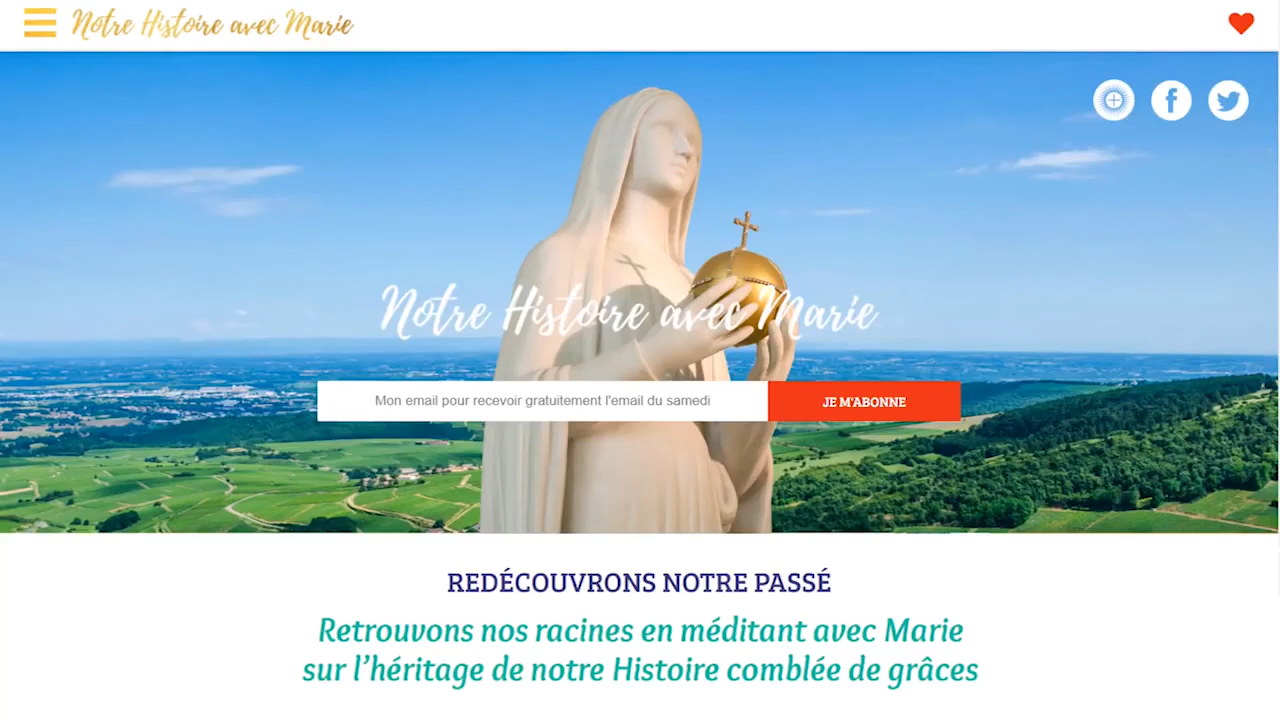 Notre Histoire avec Marie
Notre Histoire avec Marie
Mon email pour recevoir gratuitement l'email du samedi
JE M'ABONNE
REDÉCOUVRONS NOTRE PASSÉ
Retrouvons nos racines en méditant avec Marie
sur l'héritage de notre Histoire comblée de grâces